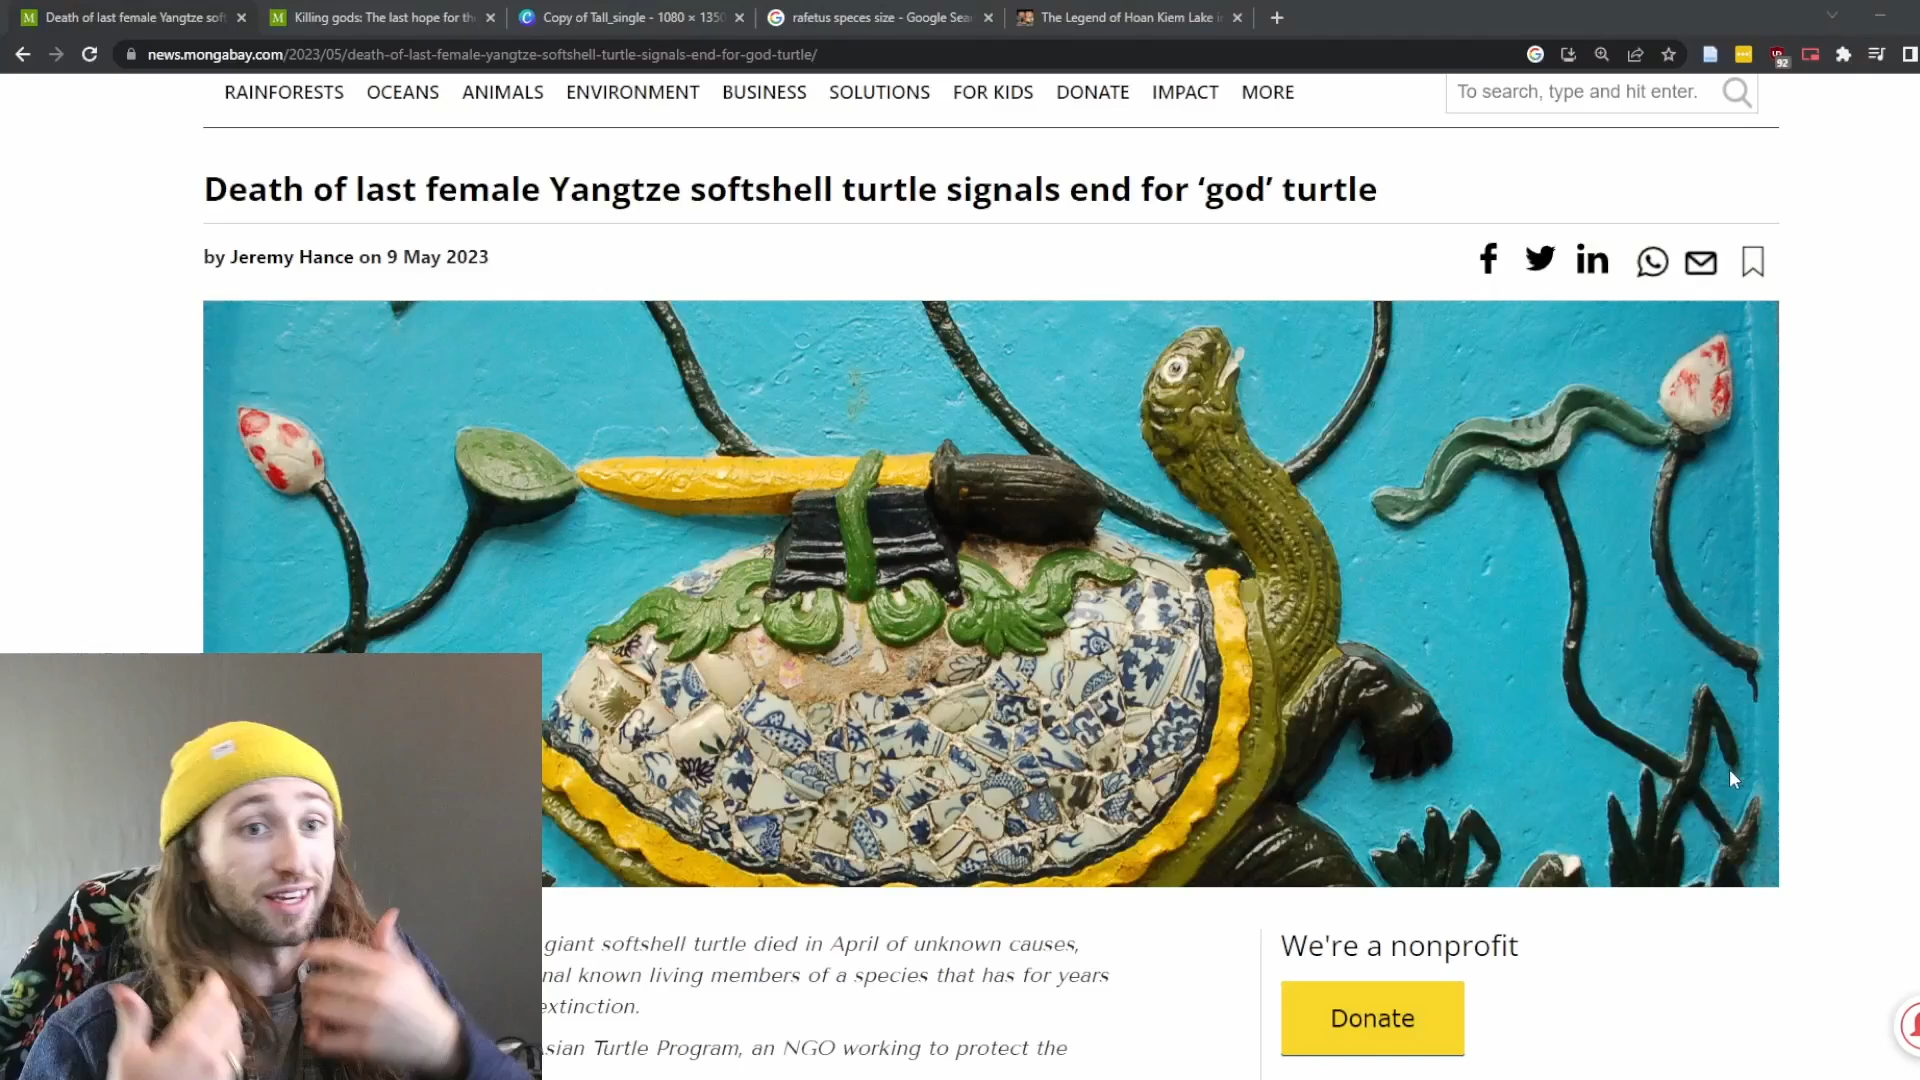 Death of last female Yangtze sof
Killing gods: The last hope for th
Copy of Tall_single - 1080 × 1350
rafetus speces size - Google Sea
The Legend of Hoan Kiem Lake i
news.mongabay.com/2023/05/death-of-last-female-yangtze-softshell-turtle-signals-end-for-god-turtle/
92
RAINFORESTS OCEANS ANIMALS ENVIRONMENT BUSINESS SOLUTIONS FOR KIDS DONATE IMPACT MORE
To search, type and hit enter.
Death of last female Yangtze softshell turtle signals end for ‘god’ turtle
by Jeremy Hance on 9 May 2023
giant softshell turtle died in April of unknown causes,
known living members of a species that has for years
extinction.
Turtle Program, an NGO working to protect the
We're a nonprofit
Donate